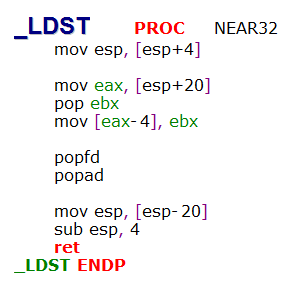 _LDST PROC NEAR32
mov esp, [esp+4]
mov eax, [esp+20]
pop ebx
mov [eax-4], ebx
popfd
popad
mov esp, [esp-20]
sub esp, 4
ret
_LDST ENDP